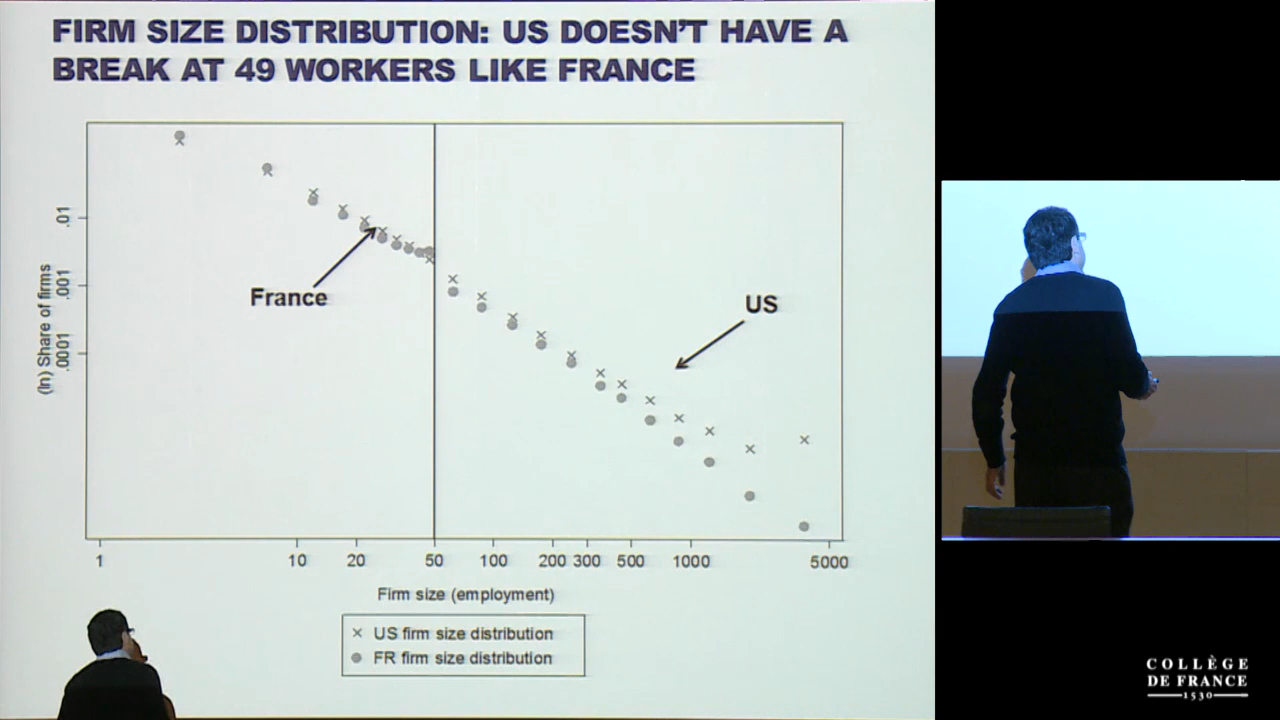 FIRM SIZE DISTRIBUTION: US DOESN'T HAVE A
BREAK AT 49 WORKERS LIKE FRANCE
(ln) Share of firms
.01
.001
.0001
France
US
1
10
20
50
100
200
300
500
1000
5000
Firm size (employment)
× US firm size distribution
● FR firm size distribution
COLLÈGE
DE FRANCE
1530